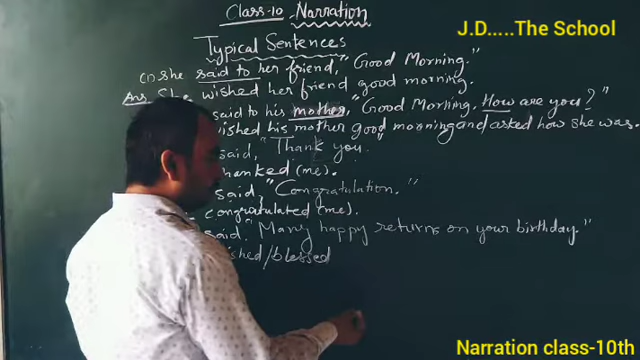 Class-10 Narration
J.D.....The School
Typical Sentences
(1) She said to her friend, "Good Morning."
Ans. She wished her friend good morning.
said to his mother, "Good Morning. How are you?"
wished his mother good morning and asked how she was.
said, "Thank you.
thanked (me).
said, "Congratulation."
congratulated (me).
said "Many happy returns on your birthday."
wished/blessed
Narration class-10th